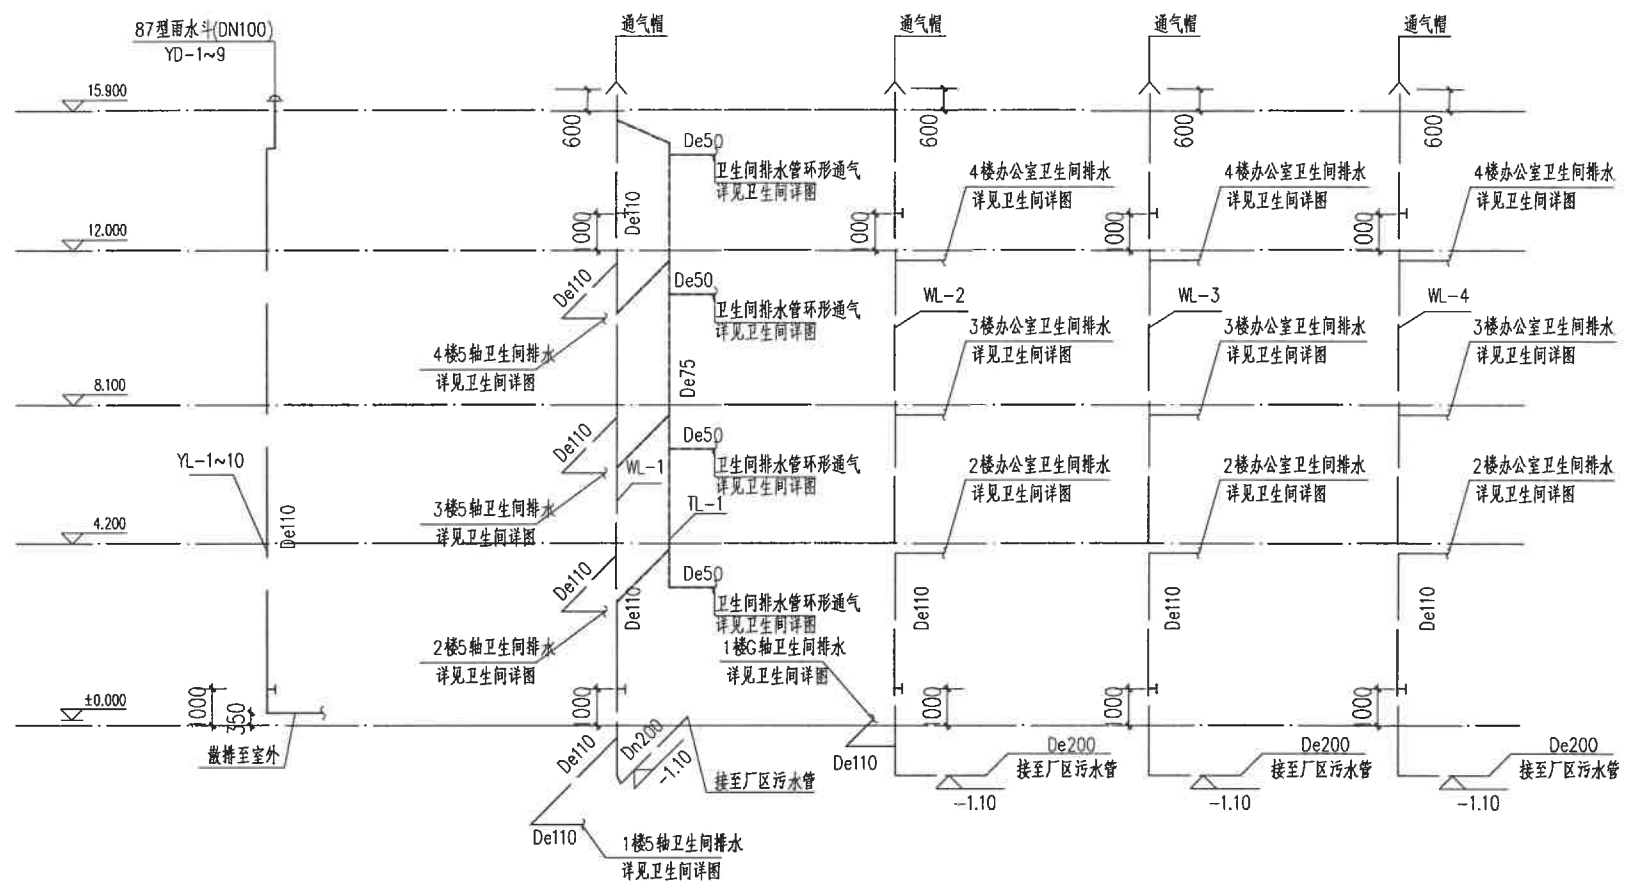 87型雨水斗(DN100)
YD-1~9
通气帽
通气帽
通气帽
通气帽
15.900
600
600
600
600
De50
卫生间排水管环形通气
详见卫生间详图
4楼办公室卫生间排水
详见卫生间详图
4楼办公室卫生间排水
详见卫生间详图
4楼办公室卫生间排水
详见卫生间详图
De110
1000
1000
1000
1000
12.000
De110
De50
卫生间排水管环形通气
详见卫生间详图
WL-2
WL-3
WL-4
3楼办公室卫生间排水
详见卫生间详图
3楼办公室卫生间排水
详见卫生间详图
3楼办公室卫生间排水
详见卫生间详图
4楼5轴卫生间排水
详见卫生间详图
De75
8.100
De110
De50
卫生间排水管环形通气
详见卫生间详图
YL-1~10
WL-1
2楼办公室卫生间排水
详见卫生间详图
2楼办公室卫生间排水
详见卫生间详图
2楼办公室卫生间排水
详见卫生间详图
3楼5轴卫生间排水
详见卫生间详图
TL-1
4.200
De110
De110
De50
卫生间排水管环形通气
详见卫生间详图
De110
De110
De110
De110
2楼5轴卫生间排水
详见卫生间详图
1楼G轴卫生间排水
详见卫生间详图
±0.000
1000
350
1000
1000
1000
1000
散排至室外
De110
Dn200
-1.10
接至厂区污水管
De110
De200
接至厂区污水管
-1.10
De200
接至厂区污水管
-1.10
De200
接至厂区污水管
-1.10
De110
1楼5轴卫生间排水
详见卫生间详图